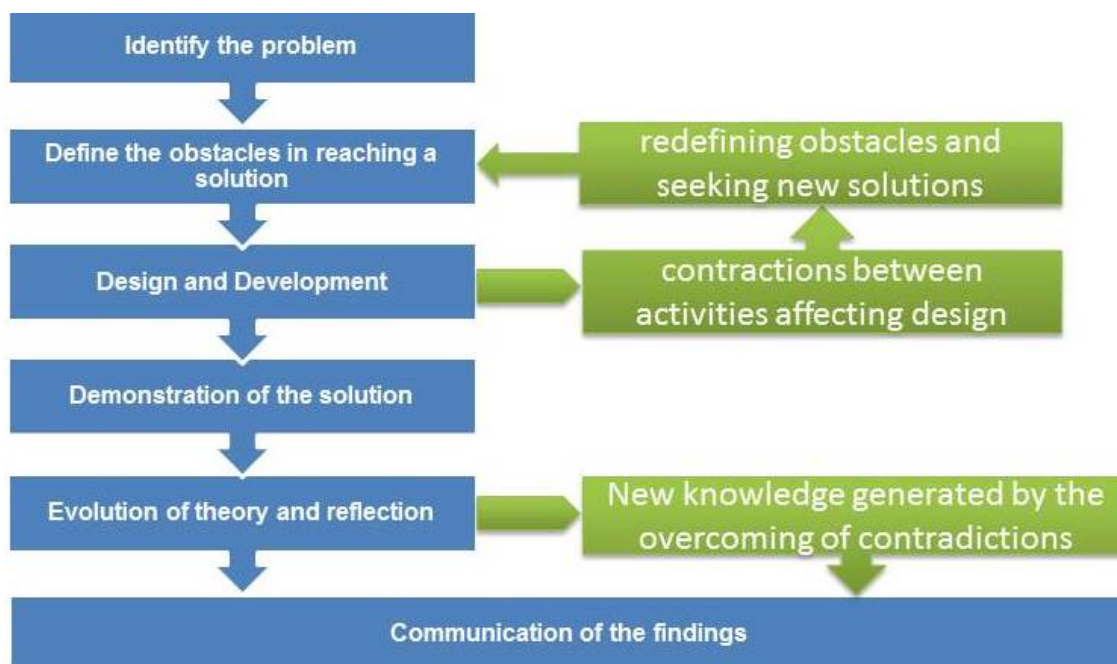 Identify the problem
Define the obstacles in reaching a
solution
redefining obstacles and
seeking new solutions
Design and Development
contractions between
activities affecting design
Demonstration of the solution
Evolution of theory and reflection
New knowledge generated by the
overcoming of contradictions
Communication of the findings